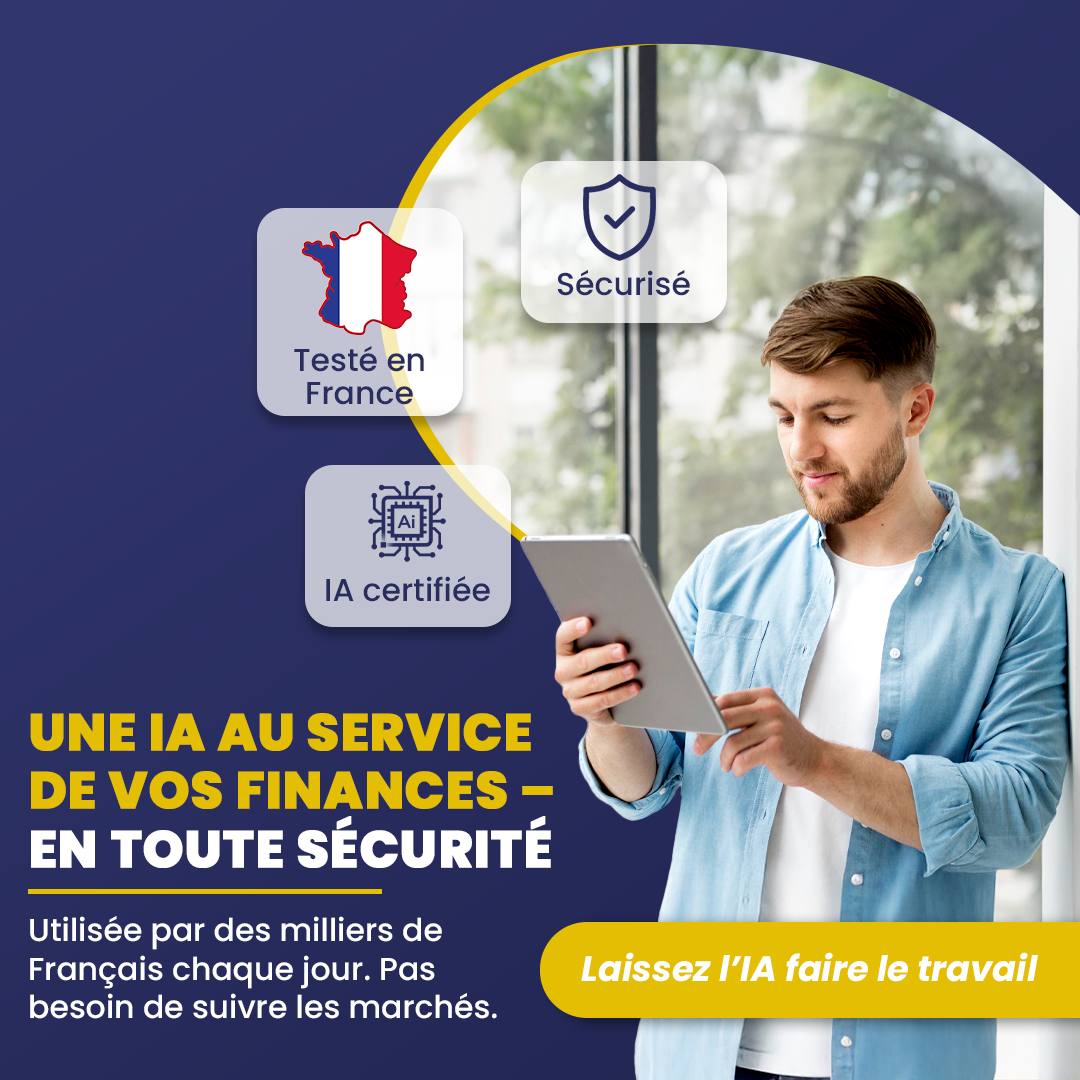 Sécurisé
Testé en
France
Ai
IA certifiée
UNE IA AU SERVICE
DE VOS FINANCES –
EN TOUTE SÉCURITÉ
Utilisée par des milliers de
Français chaque jour. Pas
besoin de suivre les marchés.
Laissez l’IA faire le travail